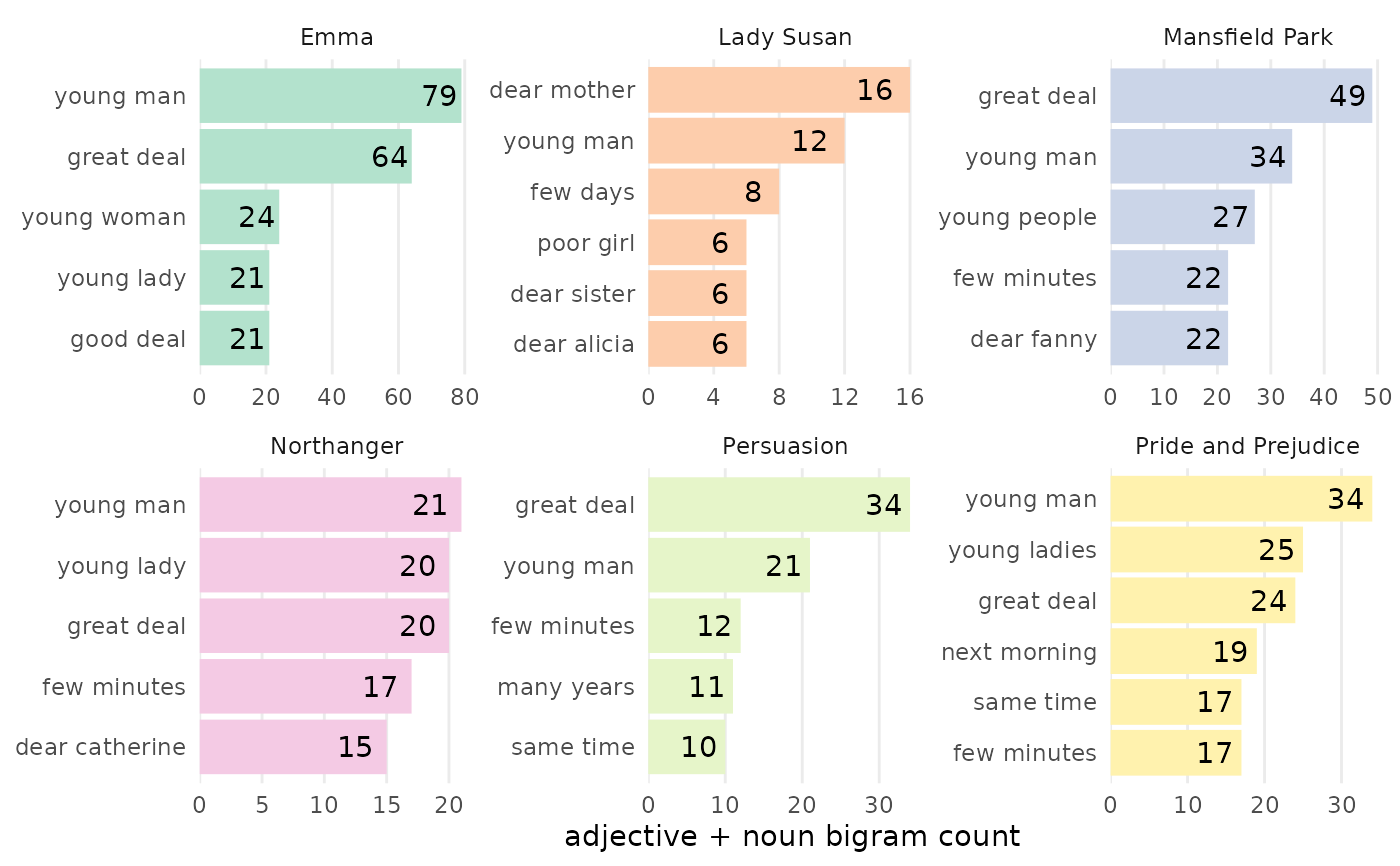 Emma
young man 79
great deal 64
young woman 24
young lady 21
good deal 21
0 20 40 60 80
Lady Susan
dear mother 16
young man 12
few days 8
poor girl 6
dear sister 6
dear alicia 6
0 4 8 12 16
Mansfield Park
great deal 49
young man 34
young people 27
few minutes 22
dear fanny 22
0 10 20 30 40 50
Northanger
young man 21
young lady 20
great deal 20
few minutes 17
dear catherine 15
0 5 10 15 20
Persuasion
great deal 34
young man 21
few minutes 12
many years 11
same time 10
0 10 20 30
Pride and Prejudice
young man 34
young ladies 25
great deal 24
next morning 19
same time 17
few minutes 17
0 10 20 30
adjective + noun bigram count